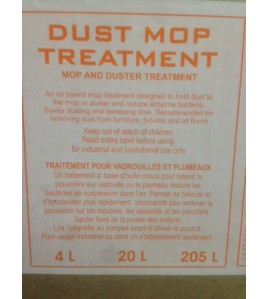 DUST MOP
TREATMENT
MOP AND DUSTER TREATMENT
An oil based mop treatment designed to hold dust to
the mop or duster and reduce airborne bacteria.
Saves dusting and sweeping time. Recommended for
removing dust from furniture, fixtures and all floors.
Keep out of reach of children.
Read entire label before using.
for industrial and institutional use only
TRAITEMENT POUR VADROUILLES ET PLUMEAUX
Un traitement à base d'huile conçu pour retenir la
poussière sur vadrouille ou le plumeau réduire les
bactéries en suspension dans l'air. Permet de
plus rapidement. recommandé pou relever la
poussière sur les meubles, les appareils et les planchers.
Garder hors de la portée des enfants
Lire l'étiquette au complet avant d'utiliser le produit.
Pour usage industriel ou dans un établissement seulement.
4 L 20 L 205 L